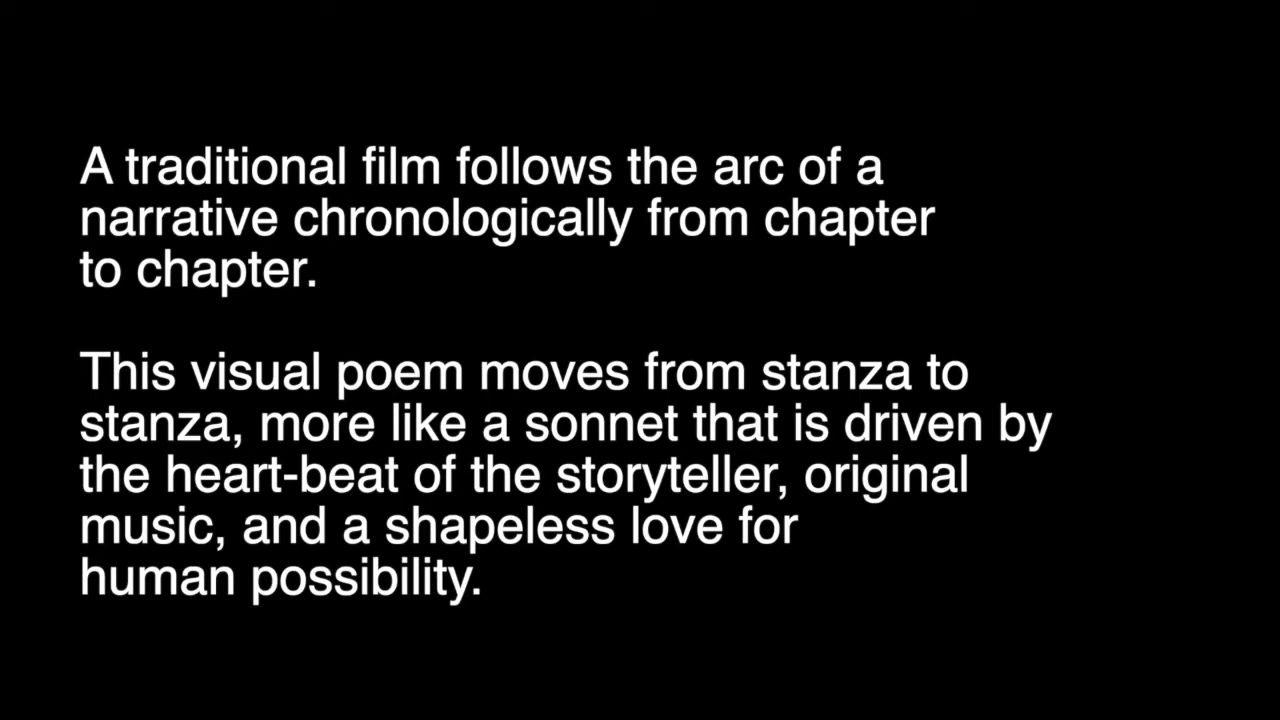 A traditional film follows the arc of a
narrative chronologically from chapter
to chapter.
This visual poem moves from stanza to
stanza, more like a sonnet that is driven by
the heart-beat of the storyteller, original
music, and a shapeless love for
human possibility.